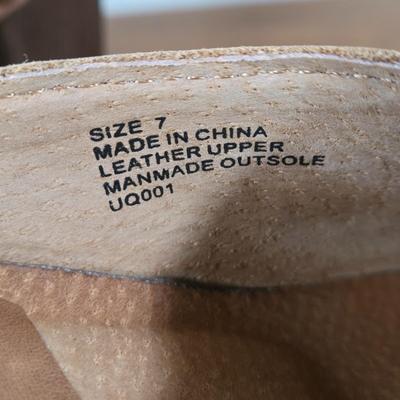 SIZE 7
MADE IN CHINA
LEATHER UPPER
MANMADE OUTSOLE
UQ001